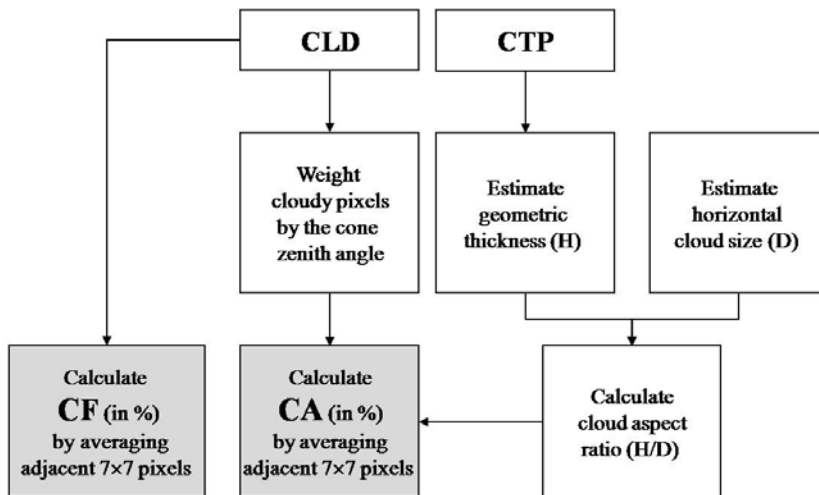 CLD
CTP
Weight
cloudy pixels
by the cone
zenith angle
Estimate
geometric
thickness (H)
Estimate
horizontal
cloud size (D)
Calculate
CF (in %)
by averaging
adjacent 7×7 pixels
Calculate
CA (in %)
by averaging
adjacent 7×7 pixels
Calculate
cloud aspect
ratio (H/D)